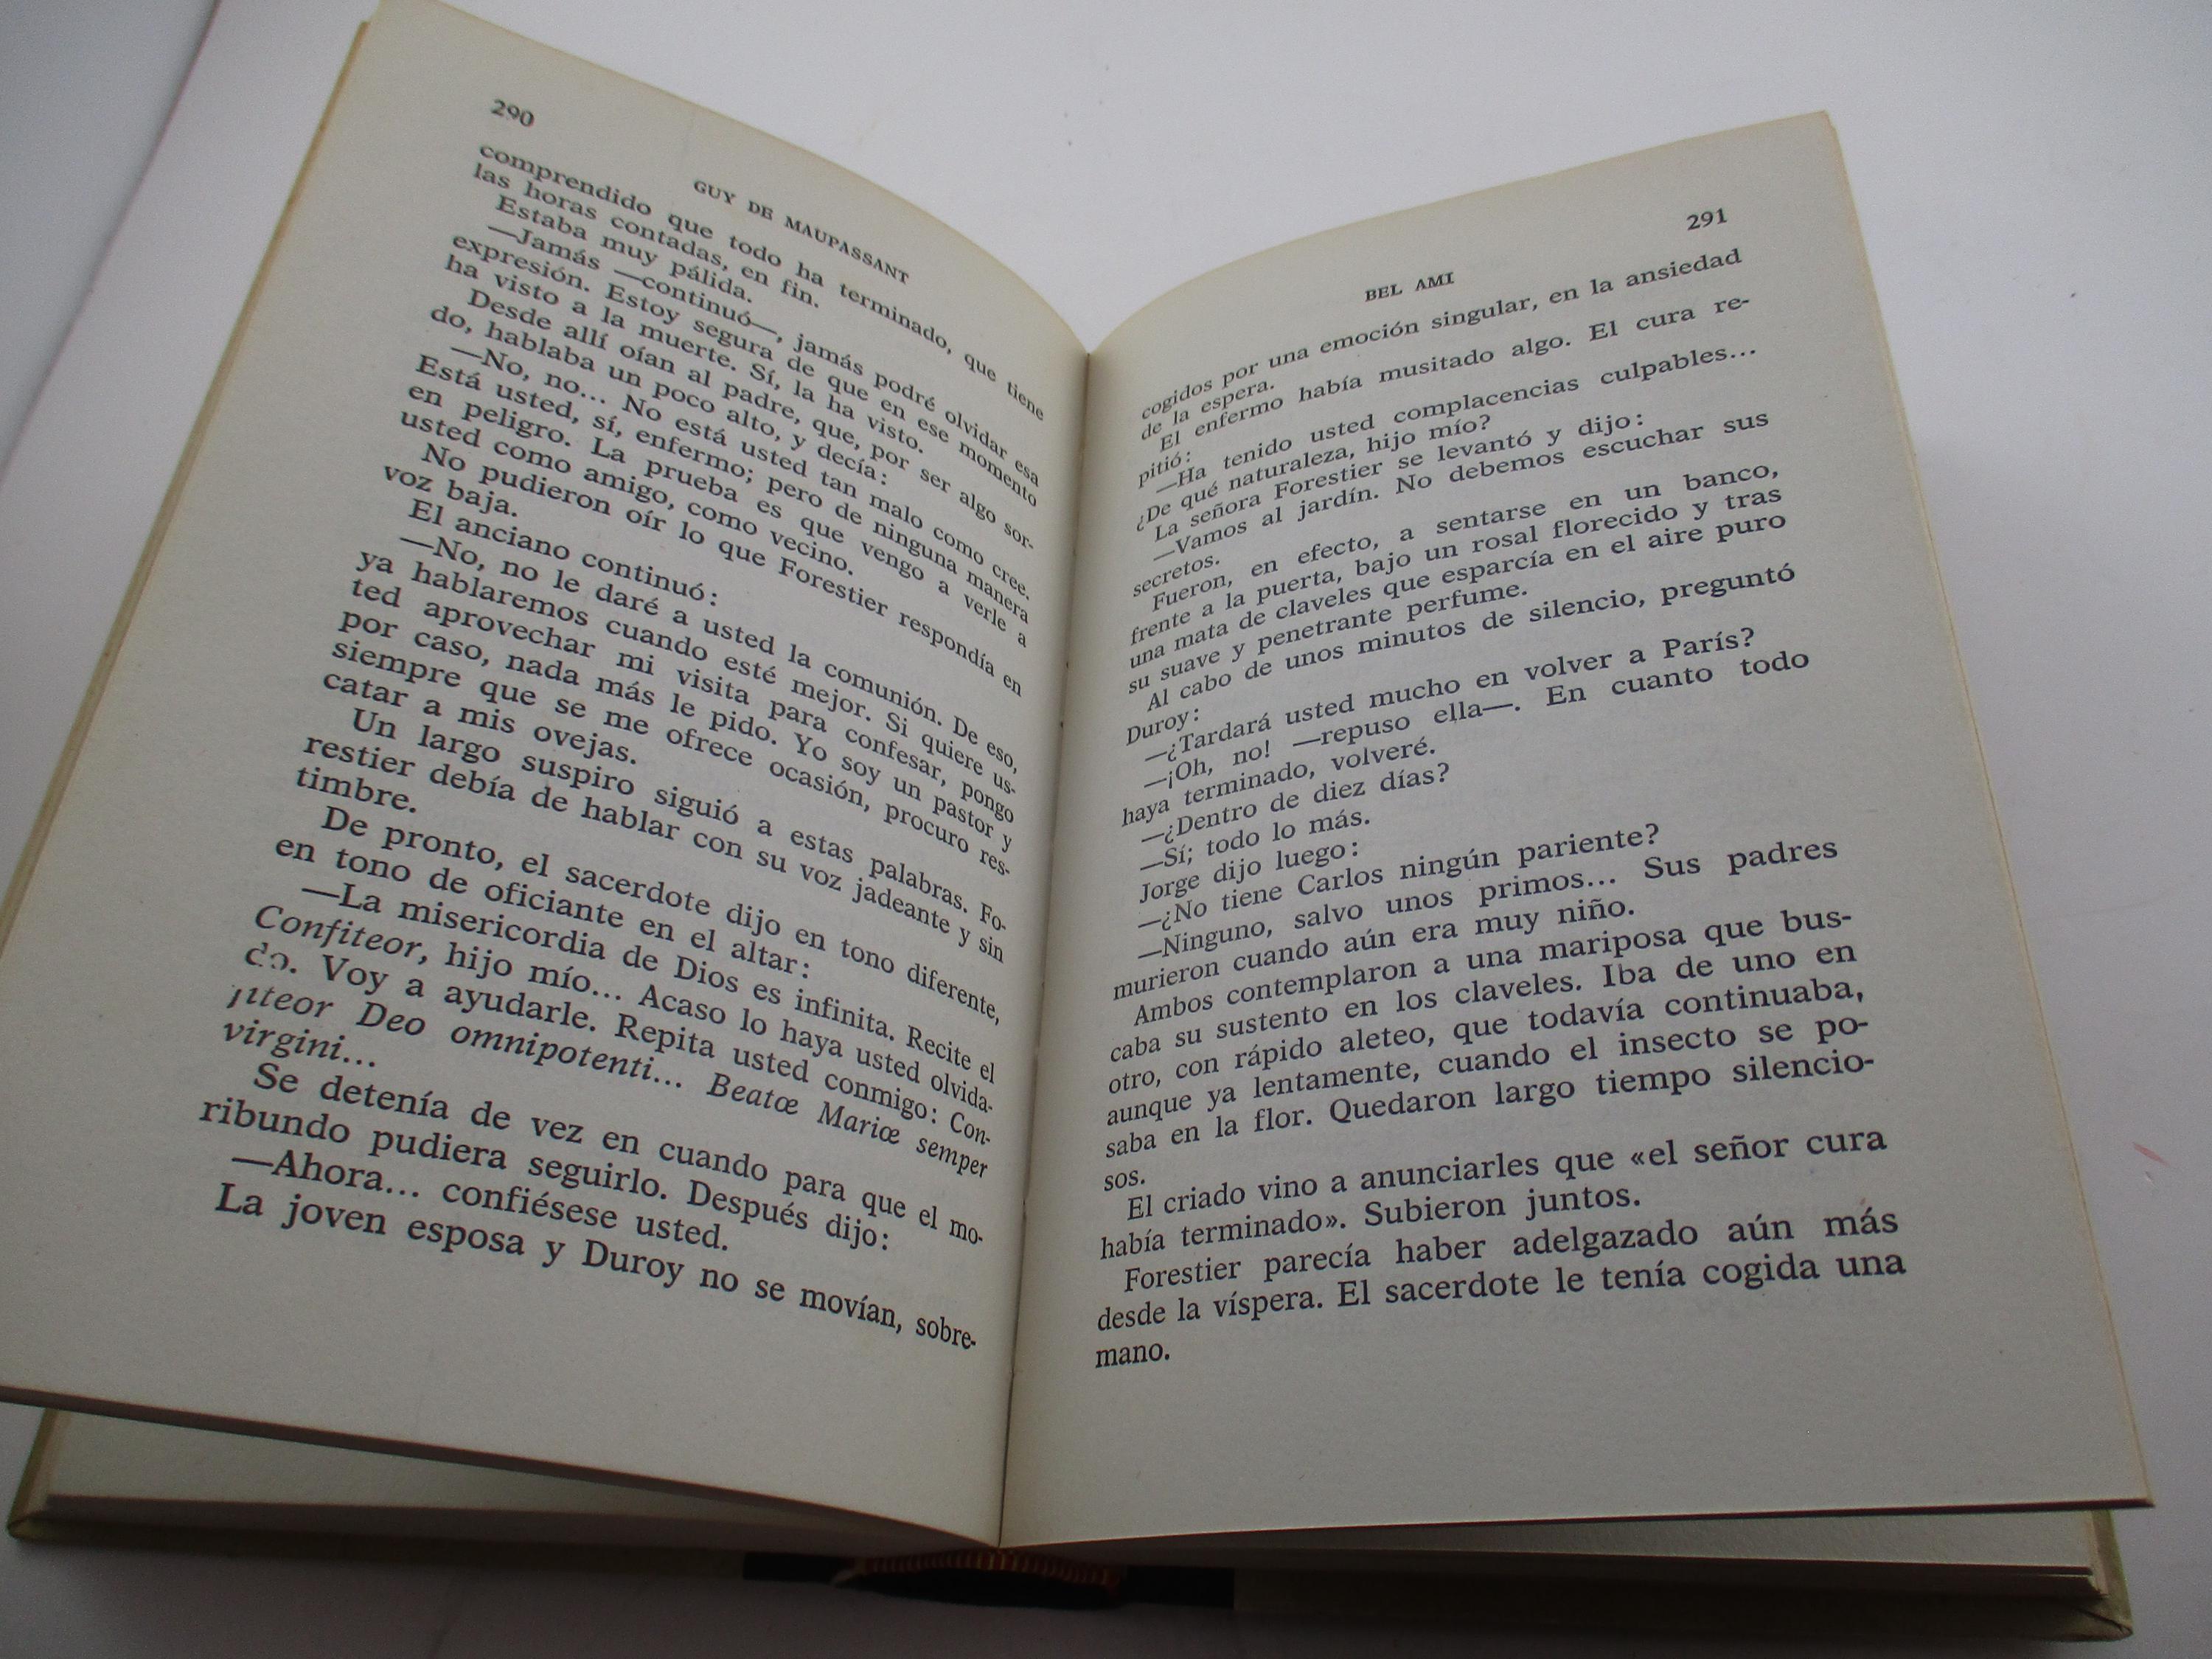 290
GUY DE MAUPASSANT
comprendido que todo ha terminado, que tiene
las horas contadas, en fin.
Estaba muy pálida.
—Jamás —continuó—, jamás podré olvidar esa
expresión. Estoy segura de que en ese momento
ha visto a la muerte. Sí, la ha visto.
Desde allí oían al padre, que, por ser algo sor-
do, hablaba un poco alto, y decía:
—No, no... No está usted tan malo como cree.
Está usted, sí, enfermo; pero de ninguna manera
en peligro. La prueba es que vengo a verle a
usted como amigo, como vecino.
No pudieron oír lo que Forestier respondía en
voz baja.
El anciano continuó:
—No, no le daré a usted la comunión. De eso,
ya hablaremos cuando esté mejor. Si quiere us-
ted aprovechar mi visita para confesar, pongo
por caso, nada más le pido. Yo soy un pastor y
siempre que se me ofrece ocasión, procuro res-
catar a mis ovejas.
Un largo suspiro siguió a estas palabras. Fo-
restier debía de hablar con su voz jadeante y sin
timbre.
De pronto, el sacerdote dijo en tono diferente,
en tono de oficiante en el altar:
—La misericordia de Dios es infinita. Recite el
Confiteor, hijo mío... Acaso lo haya usted olvida-
do. Voy a ayudarle. Repita usted conmigo: Con-
fiteor Deo omnipotenti... Beatœ Mariœ semper
virgini...
Se detenía de vez en cuando para que el mo-
ribundo pudiera seguirlo. Después dijo:
—Ahora... confiésese usted.
La joven esposa y Duroy no se movían, sobre-
BEL AMI
291
cogidos por una emoción singular, en la ansiedad
de la espera.
El enfermo había musitado algo. El cura re-
pitió:
—Ha tenido usted complacencias culpables...
¿De qué naturaleza, hijo mío?
La señora Forestier se levantó y dijo:
—Vamos al jardín. No debemos escuchar sus
secretos.
Fueron, en efecto, a sentarse en un banco,
frente a la puerta, bajo un rosal florecido y tras
una mata de claveles que esparcía en el aire puro
su suave y penetrante perfume.
Al cabo de unos minutos de silencio, preguntó
Duroy:
—¿Tardará usted mucho en volver a París?
—¡Oh, no! —repuso ella—. En cuanto todo
haya terminado, volveré.
—¿Dentro de diez días?
—Sí; todo lo más.
Jorge dijo luego:
—¿No tiene Carlos ningún pariente?
—Ninguno, salvo unos primos... Sus padres
murieron cuando aún era muy niño.
Ambos contemplaron a una mariposa que bus-
caba su sustento en los claveles. Iba de uno en
otro, con rápido aleteo, que todavía continuaba,
aunque ya lentamente, cuando el insecto se po-
saba en la flor. Quedaron largo tiempo silencio-
sos.
El criado vino a anunciarles que «el señor cura
había terminado». Subieron juntos.
Forestier parecía haber adelgazado aún más
desde la víspera. El sacerdote le tenía cogida una
mano.